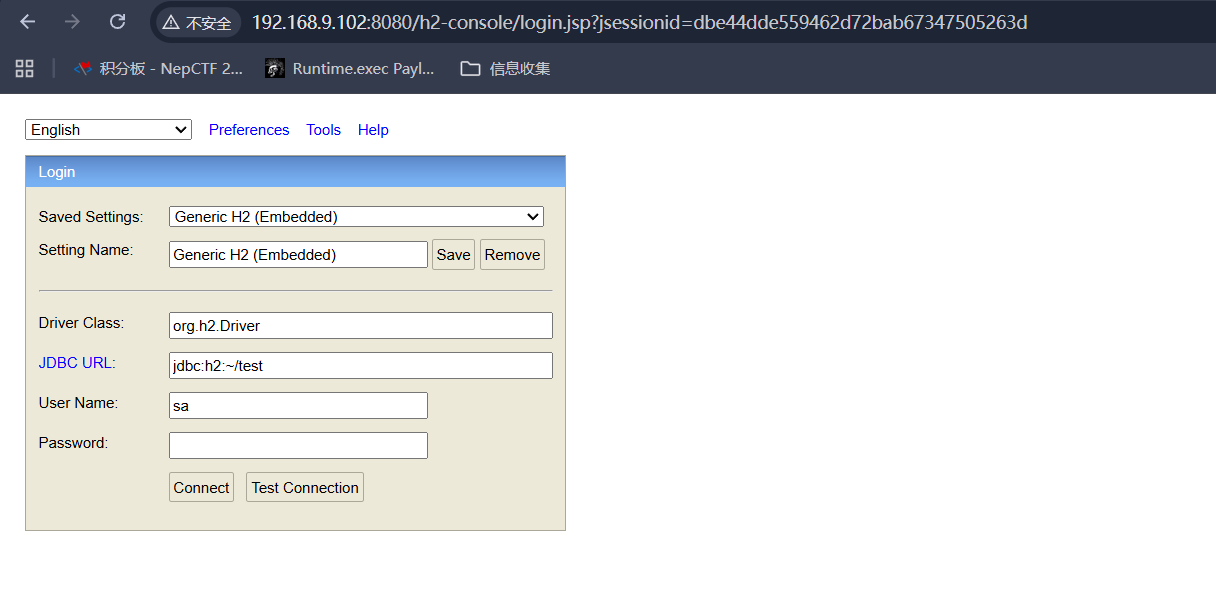 不安全 192.168.9.102:8080/h2-console/login.jsp?jsessionid=dbe44dde559462d72bab67347505263d
积分板 - NepCTF 2... Runtime.exec Payl... 信息收集
English Preferences Tools Help
Login
Saved Settings: Generic H2 (Embedded)
Setting Name: Generic H2 (Embedded) Save Remove
Driver Class: org.h2.Driver
JDBC URL: jdbc:h2:~/test
User Name: sa
Password:
Connect Test Connection